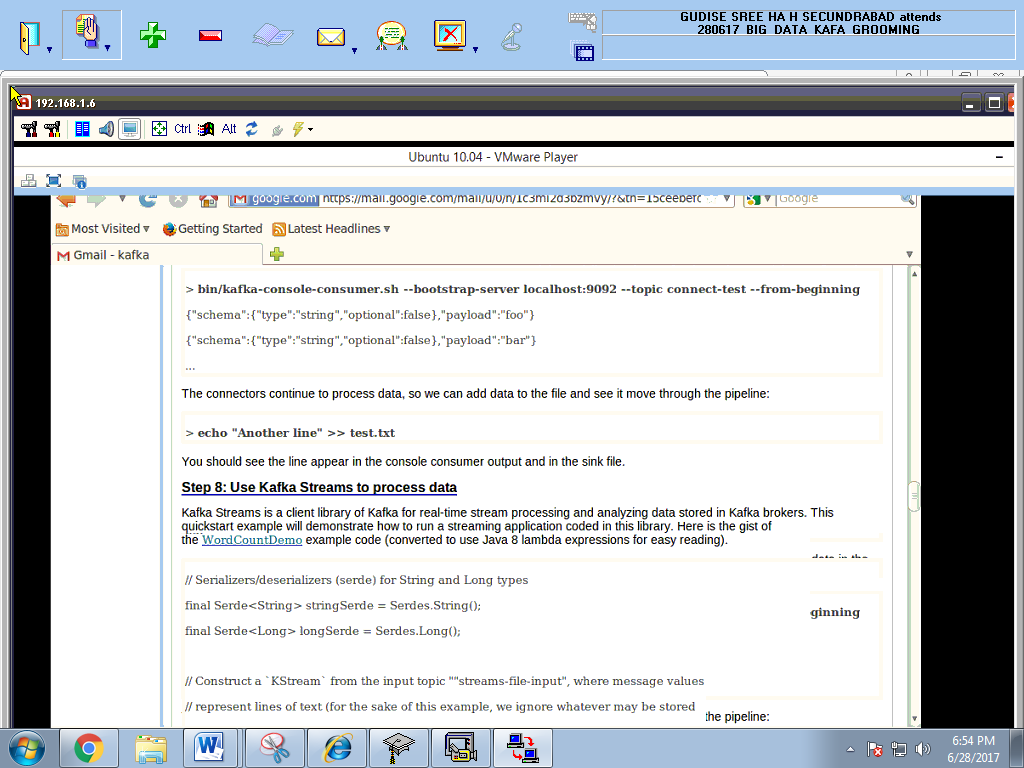 GUDISE SREE HA H SECUNDRABAD attends
280617 BIG DATA KAFA GROOMING
192.168.1.6
Ctrl Alt
Ubuntu 10.04 - VMware Player
google.com Google
Most Visited Getting Started Latest Headlines
Gmail - kafka
> bin/kafka-console-consumer.sh --bootstrap-server localhost:9092 --topic connect-test --from-beginning
{"schema":{"type":"string","optional":false},"payload":"foo"}
{"schema":{"type":"string","optional":false},"payload":"bar"}
...
The connectors continue to process data, so we can add data to the file and see it move through the pipeline:
> echo "Another line" >> test.txt
You should see the line appear in the console consumer output and in the sink file.
Step 8: Use Kafka Streams to process data
Kafka Streams is a client library of Kafka for real-time stream processing and analyzing data stored in Kafka brokers. This
quickstart example will demonstrate how to run a streaming application coded in this library. Here is the gist of
the WordCountDemo example code (converted to use Java 8 lambda expressions for easy reading).
// Serializers/deserializers (serde) for String and Long types
final Serde<String> stringSerde = Serdes.String();
ginning
final Serde<Long> longSerde = Serdes.Long();
// Construct a `KStream` from the input topic ""streams-file-input", where message values
// represent lines of text (for the sake of this example, we ignore whatever may be stored
the pipeline:
6:54 PM
6/28/2017